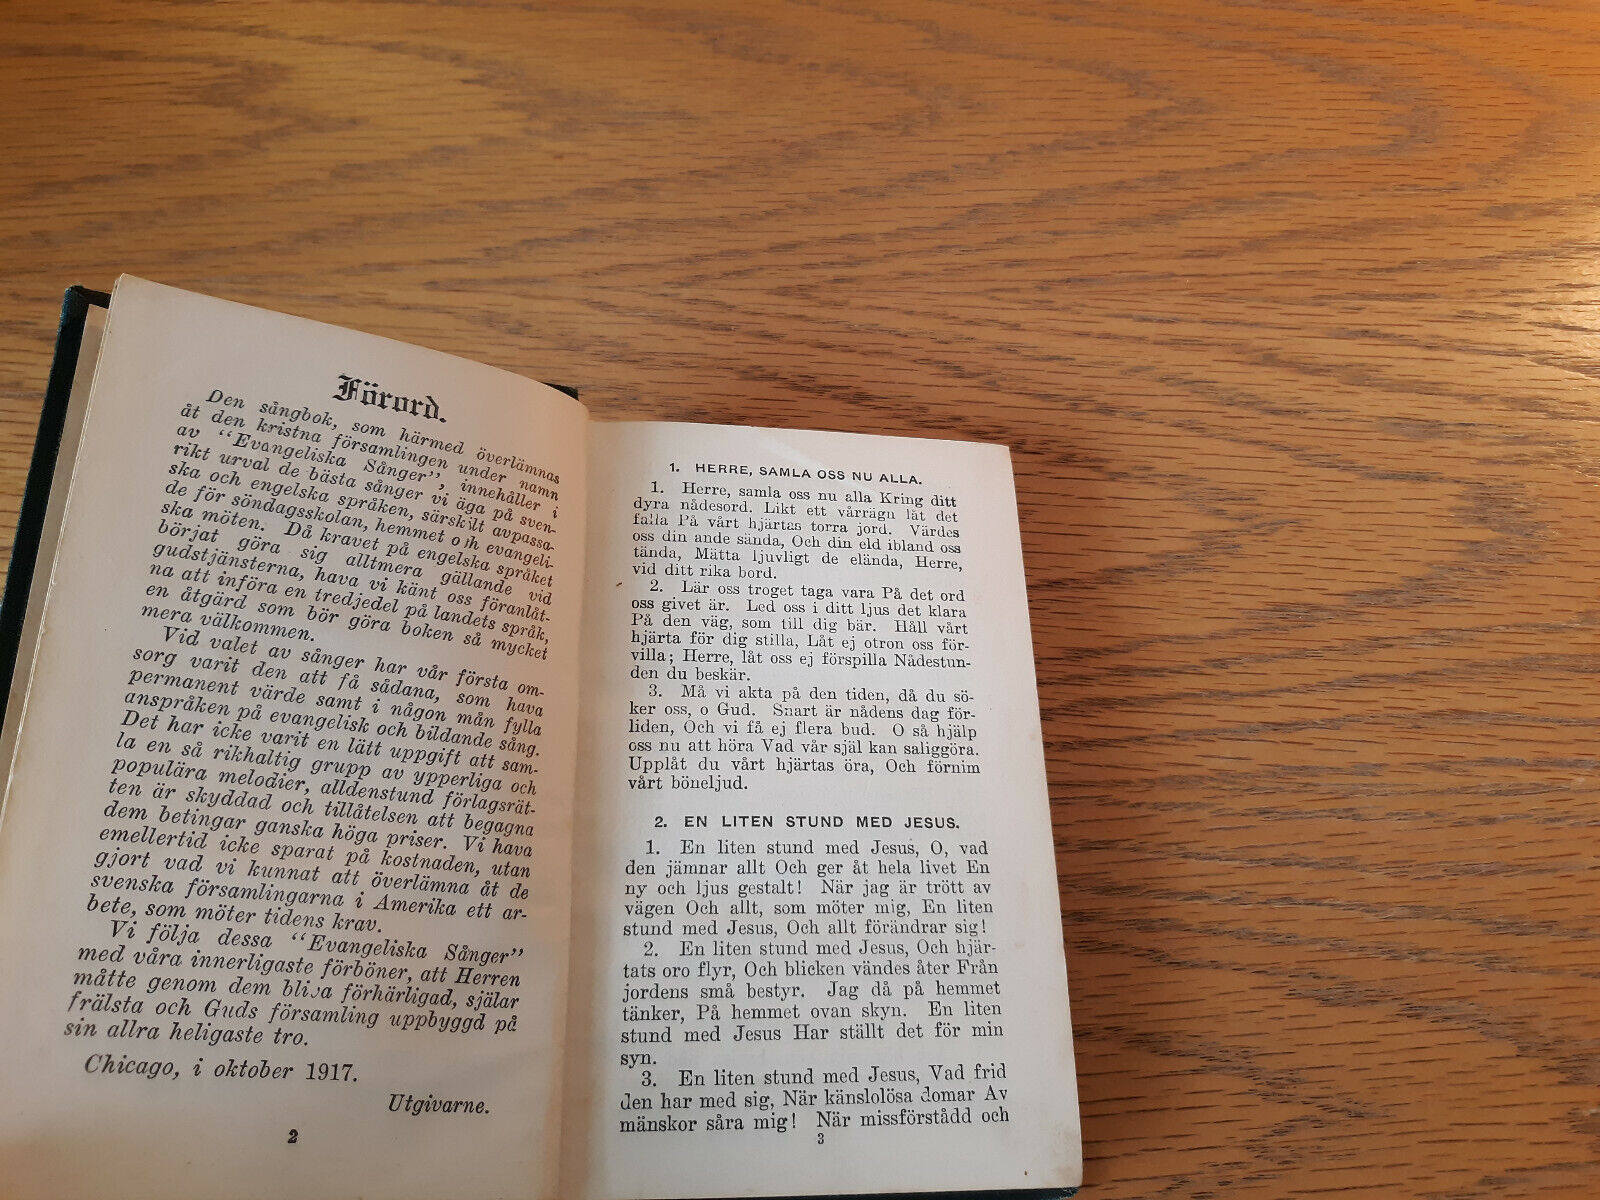 Förord.
Den sångbok, som härmed överlämnas
åt den kristna församlingen under namn
av "Evangeliska Sånger", innehåller i
rikt urval de bästa sånger vi äga på sven-
ska och engelska språken, särskilt avpassa-
de för söndagsskolan, hemmet och evangeli-
ska möten. Då kravet på engelska språket
börjat göra sig alltmera gällande vid
gudstjänsterna, hava vi känt oss föranlåt-
na att införa en tredjedel på landets språk,
en åtgärd som bör göra boken så mycket
mera välkommen.
Vid valet av sånger har vår första om-
sorg varit den att få sådana, som hava
permanent värde samt i någon mån fylla
anspråken på evangelisk och bildande sång.
Det har icke varit en lätt uppgift att sam-
la en så rikhaltig grupp av ypperliga och
populära melodier, alldenstund förlagsrät-
ten är skyddad och tillåtelsen att begagna
dem betingar ganska höga priser. Vi hava
emellertid icke sparat på kostnaden, utan
gjort vad vi kunnat att överlämna åt de
svenska församlingarna i Amerika ett ar-
bete, som möter tidens krav.
Vi följa dessa "Evangeliska Sånger"
med våra innerligaste förböner, att Herren
måtte genom dem bliva förhärligad, själar
frälsta och Guds församling uppbyggd på
sin allra heligaste tro.
Chicago, i oktober 1917.
Utgivarne.
2
1. HERRE, SAMLA OSS NU ALLA.
1. Herre, samla oss nu alla Kring ditt
dyra nådesord. Likt ett vårrägn låt det
falla På vårt hjärtas torra jord. Värdes
oss din ande sända, Och din eld ibland oss
tända, Mätta ljuvligt de elända, Herre,
vid ditt rika bord.
2. Lär oss troget taga vara På det ord
oss givet är. Led oss i ditt ljus det klara
På den väg, som till dig bär. Håll vårt
hjärta för dig stilla, Låt ej otron oss för-
villa; Herre, låt oss ej förspilla Nådestun-
den du beskär.
3. Må vi akta på den tiden, då du sö-
ker oss, o Gud. Snart är nådens dag för-
liden, Och vi få ej flera bud. O så hjälp
oss nu att höra Vad vår själ kan saliggöra.
Upplåt du vårt hjärtas öra, Och förnim
vårt böneljud.
2. EN LITEN STUND MED JESUS.
1. En liten stund med Jesus, O, vad
den jämnar allt Och ger åt hela livet En
ny och ljus gestalt! När jag är trött av
vägen Och allt, som möter mig, En liten
stund med Jesus, Och allt förändrar sig!
2. En liten stund med Jesus, Och hjär-
tats oro flyr, Och blicken vändes åter Från
jordens små bestyr. Jag då på hemmet
tänker, På hemmet ovan skyn. En liten
stund med Jesus Har ställt det för min
syn.
3. En liten stund med Jesus, Vad frid
den har med sig, När känslolösa domar Av
mänskor såra mig! När missförstådd och
3